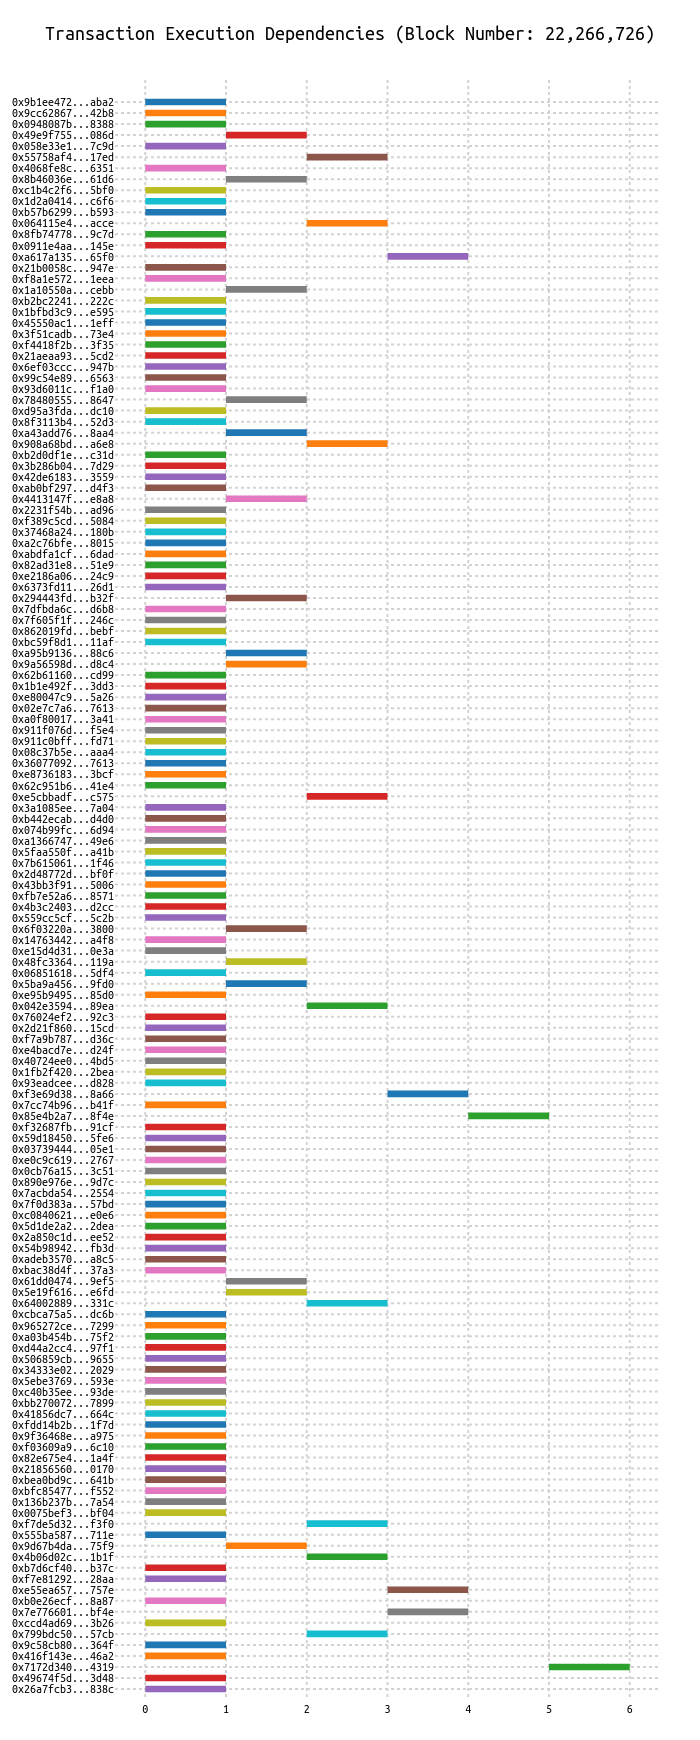 Transaction Execution Dependencies (Block Number: 22,266,726)
0x9b1ee472...aba2
0x9cc62867...42b8
0x0948087b...8388
0x49e9f755...086d
0x058e33e1...7c9d
0x55758af4...17ed
0x4068fe8c...6351
0x8b46036e...61d6
0xc1b4c2f6...5bf0
0x1d2a0414...c6f6
0xb57b6299...b593
0x064115e4...acce
0x8fb74778...9c7d
0x0911e4aa...145e
0xa617a135...65f0
0x21b0058c...947e
0xf8a1e572...1eea
0x1a10550a...cebb
0xb2bc2241...222c
0x1bfbd3c9...e595
0x45550ac1...1eff
0x3f51cadb...73e4
0xf4418f2b...3f35
0x21aeaa93...5cd2
0x6ef03ccc...947b
0x99c54e89...6563
0x93d6011c...f1a0
0x78480555...8647
0xd95a3fda...dc10
0x8f3113b4...52d3
0xa43add76...8aa4
0x908a68bd...a6e8
0xb2d0df1e...c31d
0x3b286b04...7d29
0x42de6183...3559
0xab0bf297...d4f3
0x4413147f...e8a8
0x2231f54b...ad96
0xf389c5cd...5084
0x37468a24...180b
0xa2c76bfe...8015
0xabdfa1cf...6dad
0x82ad31e8...51e9
0xe2186a06...24c9
0x6373fd11...26d1
0x294443fd...b32f
0x7dfbda6c...d6b8
0x7f605f1f...246c
0x862019fd...bebf
0xbc59f8d1...11af
0xa95b9136...88c6
0x9a56598d...d8c4
0x62b61160...cd99
0x1b1e492f...3dd3
0xe80047c9...5a26
0x02e7c7a6...7613
0xa0f80017...3a41
0x911f076d...f5e4
0x911c0bff...fd71
0x08c37b5e...aaa4
0x36077092...7613
0xe8736183...3bcf
0x62c951b6...41e4
0xe5cbbadf...c575
0x3a1085ee...7a04
0xb442ecab...d4d0
0x074b99fc...6d94
0xa1366747...49e6
0x5faa550f...a41b
0x7b615061...1f46
0x2d48772d...bf0f
0x43bb3f91...5006
0xfb7e52a6...8571
0x4b3c2403...d2cc
0x559cc5cf...5c2b
0x6f03220a...3800
0x14763442...a4f8
0xe15d4d31...0e3a
0x48fc3364...119a
0x06851618...5df4
0x5ba9a456...9fd0
0xe95b9495...85d0
0x042e3594...89ea
0x76024ef2...92c3
0x2d21f860...15cd
0xf7a9b787...d36c
0xe4bacd7e...d24f
0x40724ee0...4bd5
0x1fb2f420...2bea
0x93eadcee...d828
0xf3e69d38...8a66
0x7cc74b96...b41f
0x85e4b2a7...8f4e
0xf32687fb...91cf
0x59d18450...5fe6
0x03739444...05e1
0xe0c9c619...2767
0x0cb76a15...3c51
0x890e976e...9d7c
0x7acbda54...2554
0x7f0d383a...57bd
0xc0840621...e0e6
0x5d1de2a2...2dea
0x2a850c1d...ee52
0x54b98942...fb3d
0xadeb3570...a8c5
0xbac38d4f...37a3
0x61dd0474...9ef5
0x5e19f616...e6fd
0x64002889...331c
0xcbca75a5...dc6b
0x965272ce...7299
0xa03b454b...75f2
0xd44a2cc4...97f1
0x506859cb...9655
0x34333e02...2029
0x5ebe3769...593e
0xc40b35ee...93de
0xbb270072...7899
0x41856dc7...664c
0xfdd14b2b...1f7d
0x9f36468e...a975
0xf03609a9...6c10
0x82e675e4...1a4f
0x21856560...0170
0xbea0bd9c...641b
0xbfc85477...f552
0x136b237b...7a54
0x0075bef3...bf04
0xf7de5d32...f3f0
0x555ba587...711e
0x9d67b4da...75f9
0x4b06d02c...1b1f
0xb7d6cf40...b37c
0xf7e81292...28aa
0xe55ea657...757e
0xb0e26ecf...8a87
0x7e776601...bf4e
0xccd4ad69...3b26
0x799bdc50...57cb
0x9c58cb80...364f
0x416f143e...46a2
0x7172d340...4319
0x49674f5d...3d48
0x26a7fcb3...838c
0 1 2 3 4 5 6